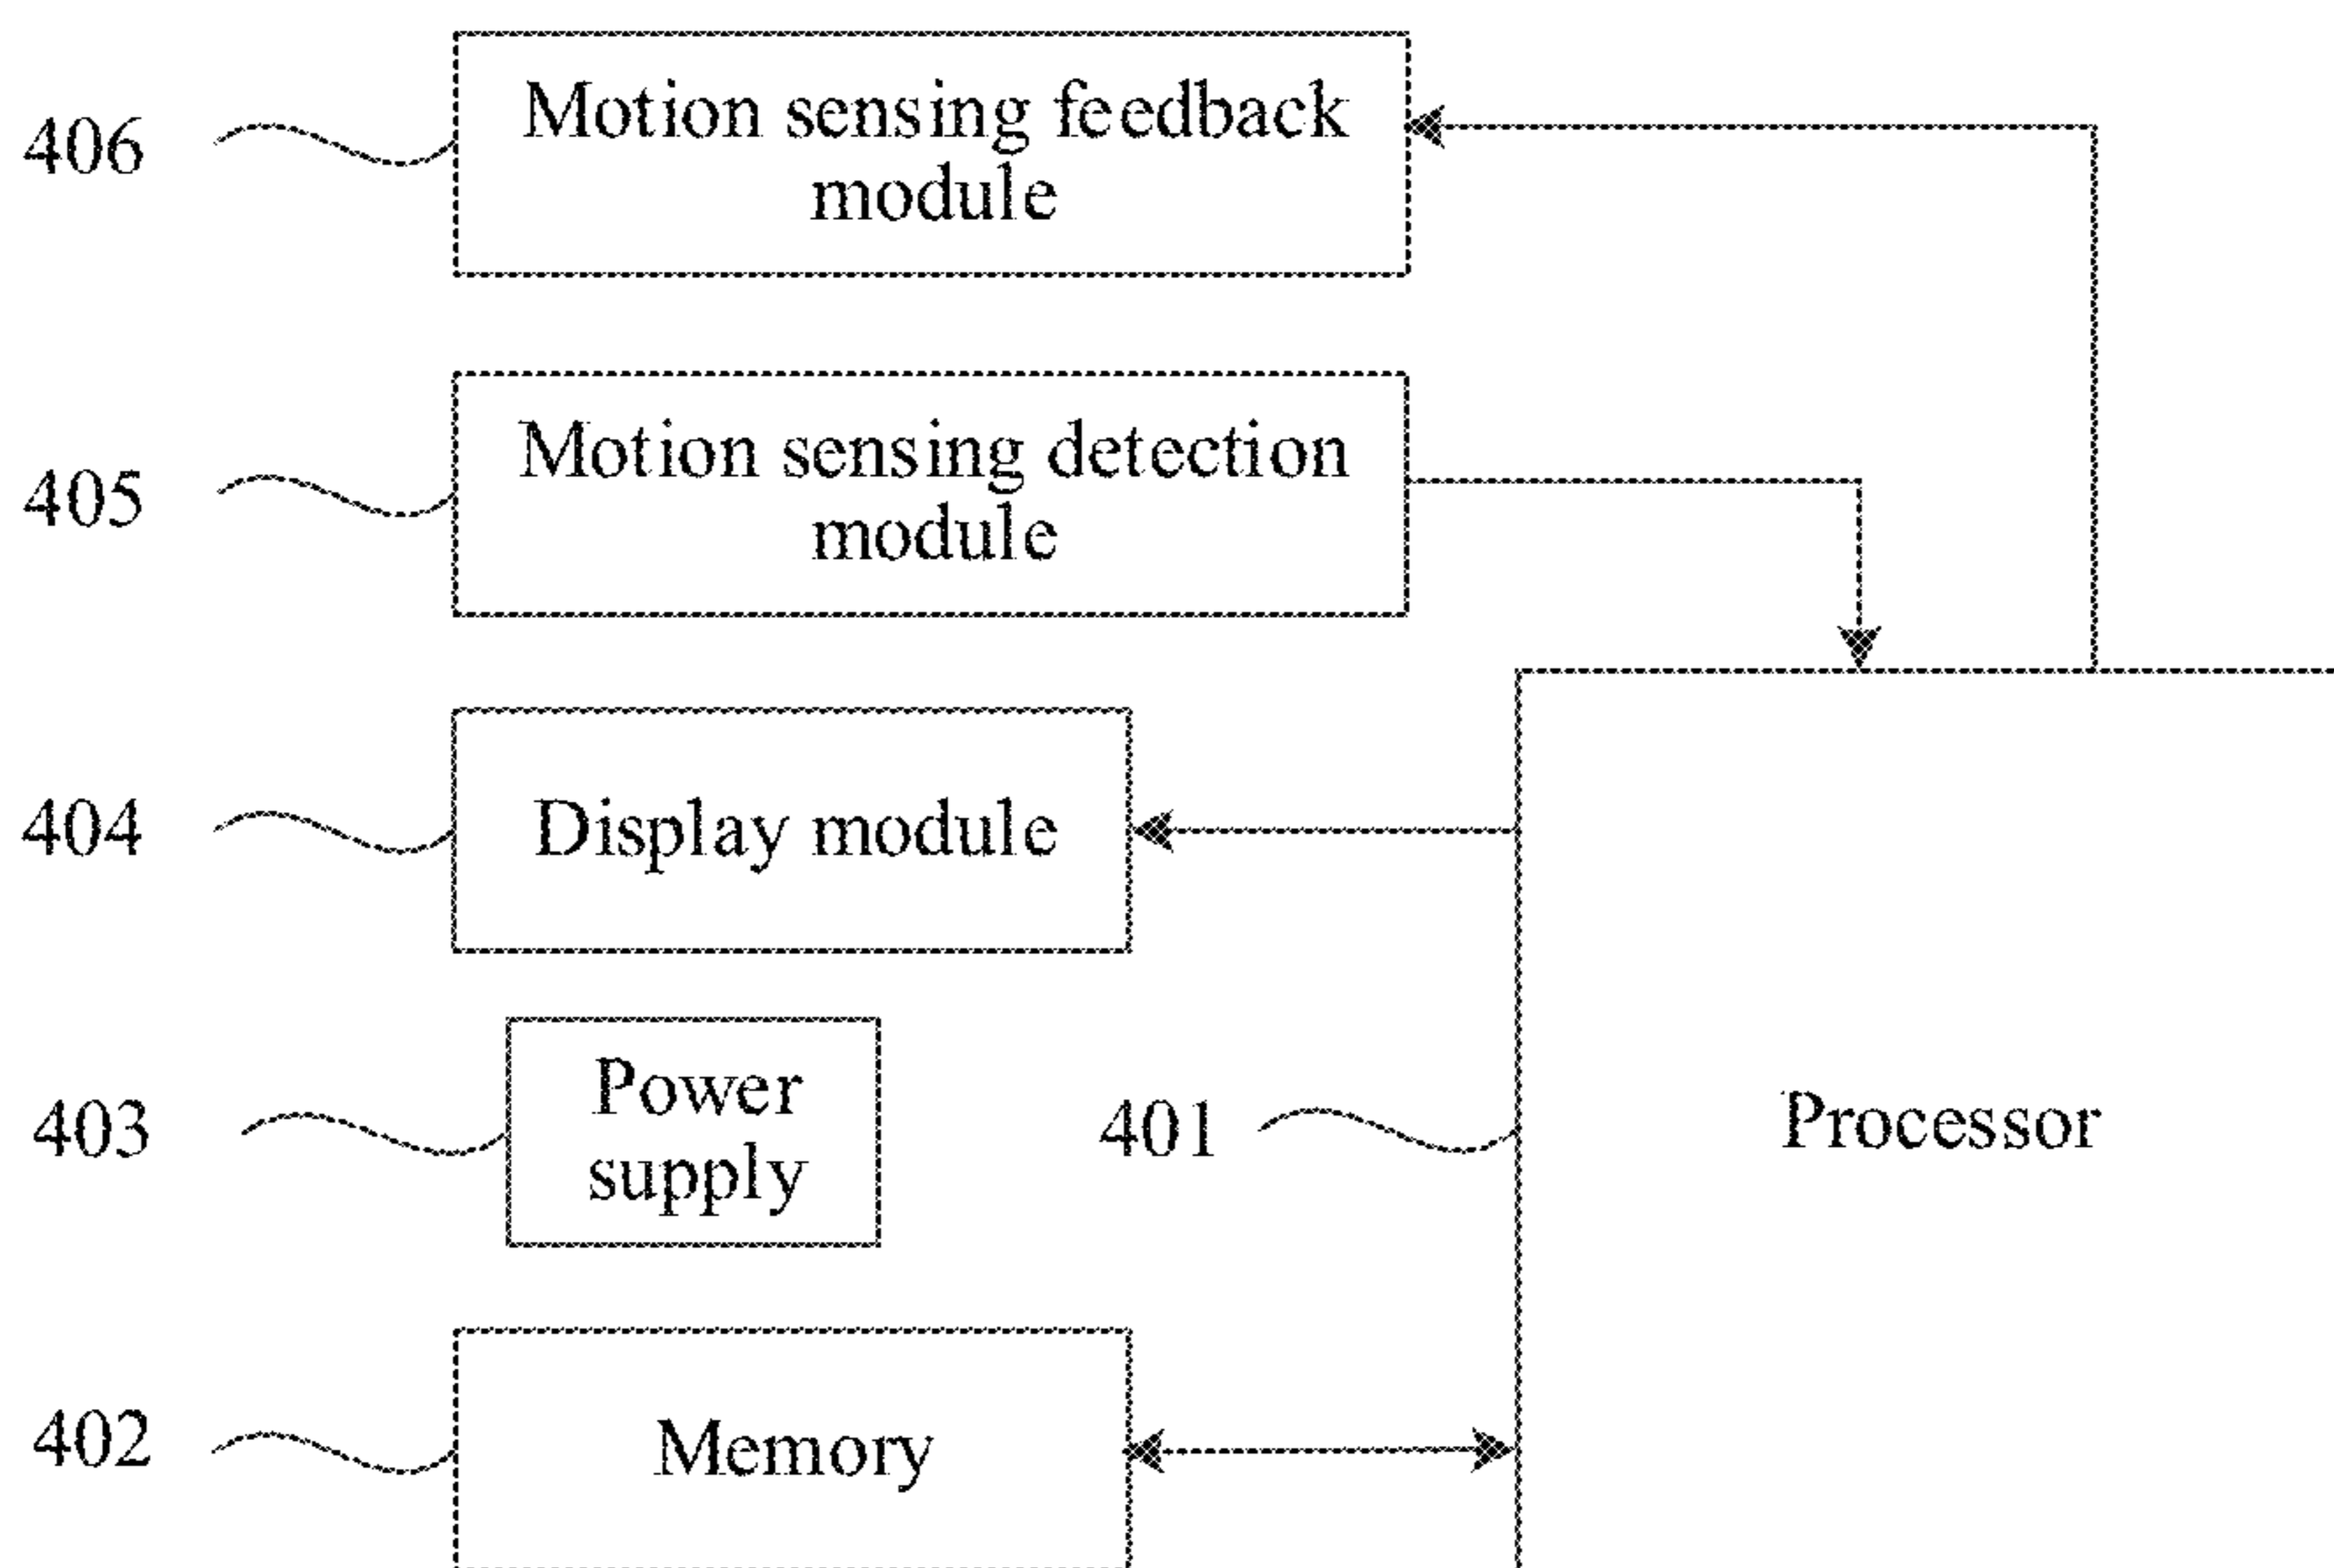 406
Motion sensing feedback
module
405
Motion sensing detection
module
404
Display module
403
Power
supply
401
Processor
402
Memory